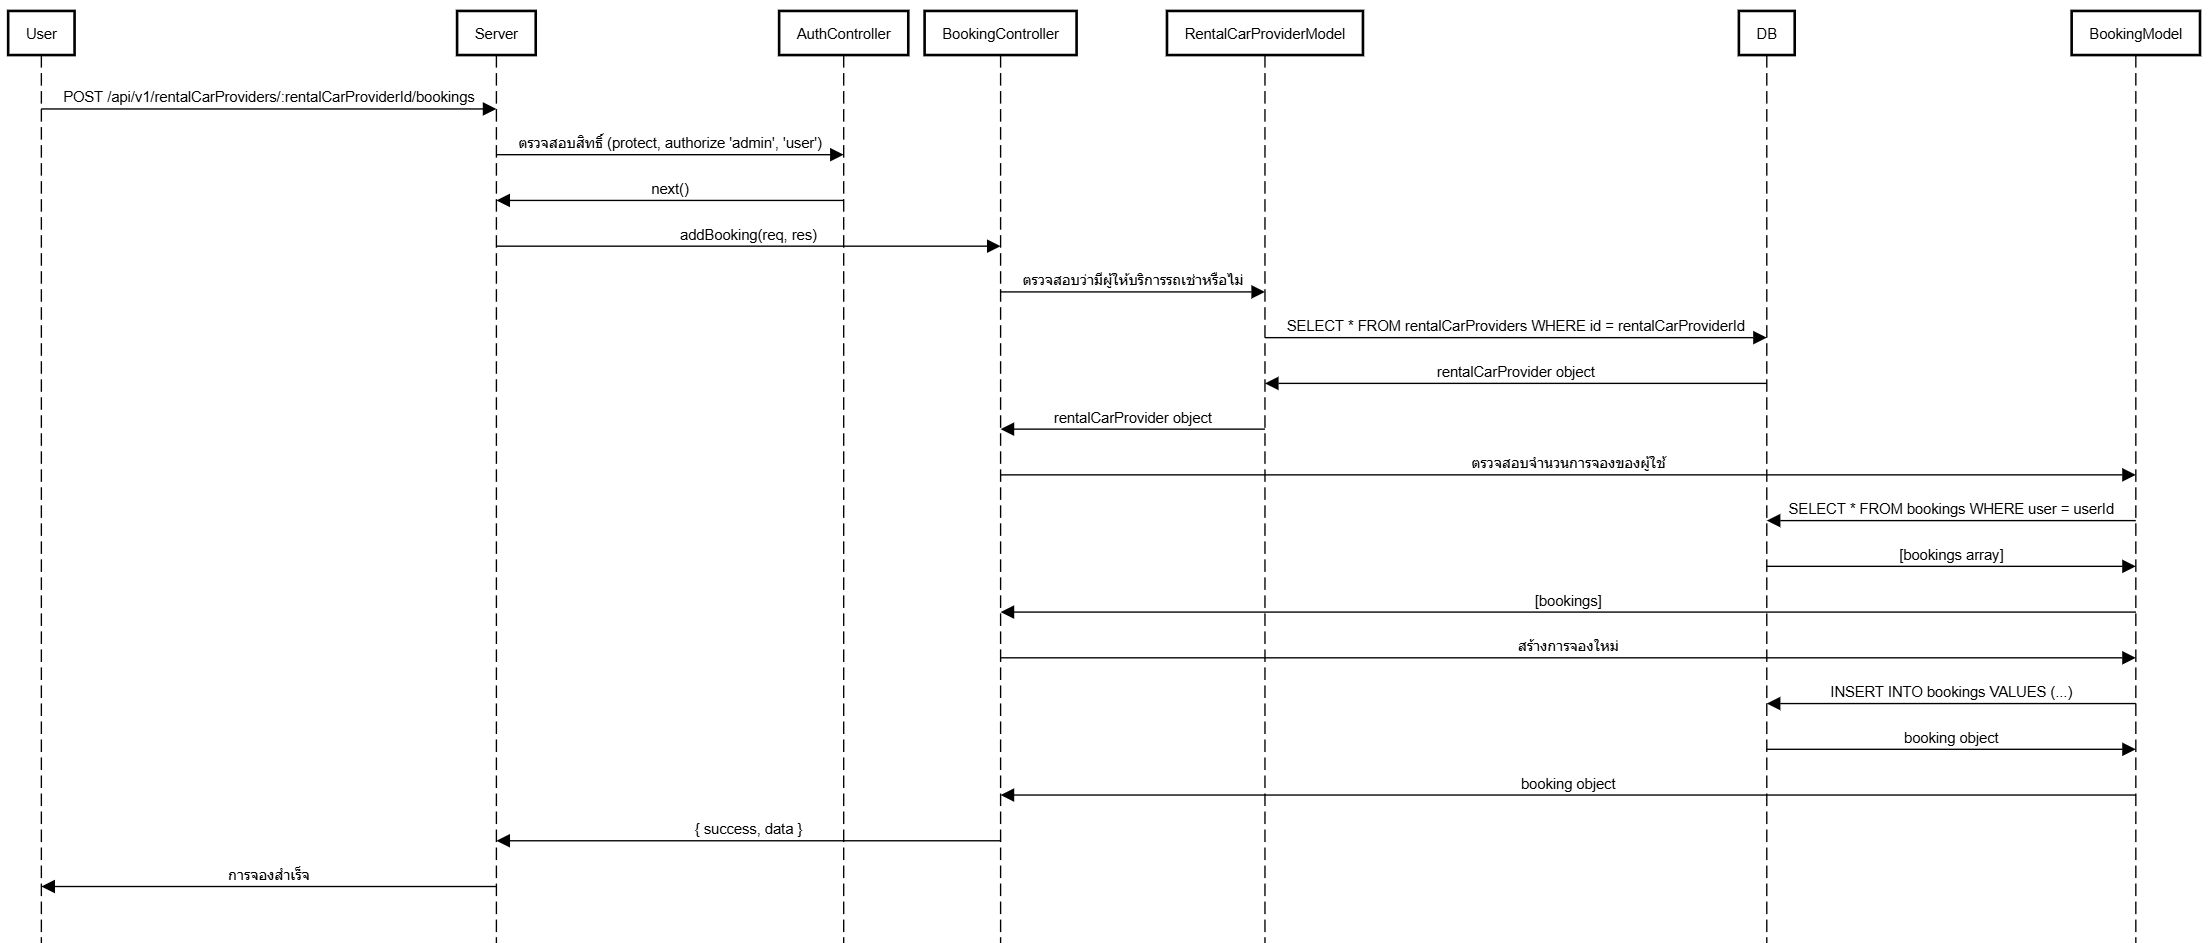 User
Server
AuthController
BookingController
RentalCarProviderModel
DB
BookingModel
POST /api/v1/rentalCarProviders/:rentalCarProviderId/bookings
ตรวจสอบสิทธิ์ (protect, authorize 'admin', 'user')
next()
addBooking(req, res)
ตรวจสอบว่ามีผู้ให้บริการรถเช่าหรือไม่
SELECT * FROM rentalCarProviders WHERE id = rentalCarProviderId
rentalCarProvider object
rentalCarProvider object
ตรวจสอบจำนวนการจองของผู้ใช้
SELECT * FROM bookings WHERE user = userId
[bookings array]
[bookings]
สร้างการจองใหม่
INSERT INTO bookings VALUES (...)
booking object
booking object
{ success, data }
การจองสำเร็จ